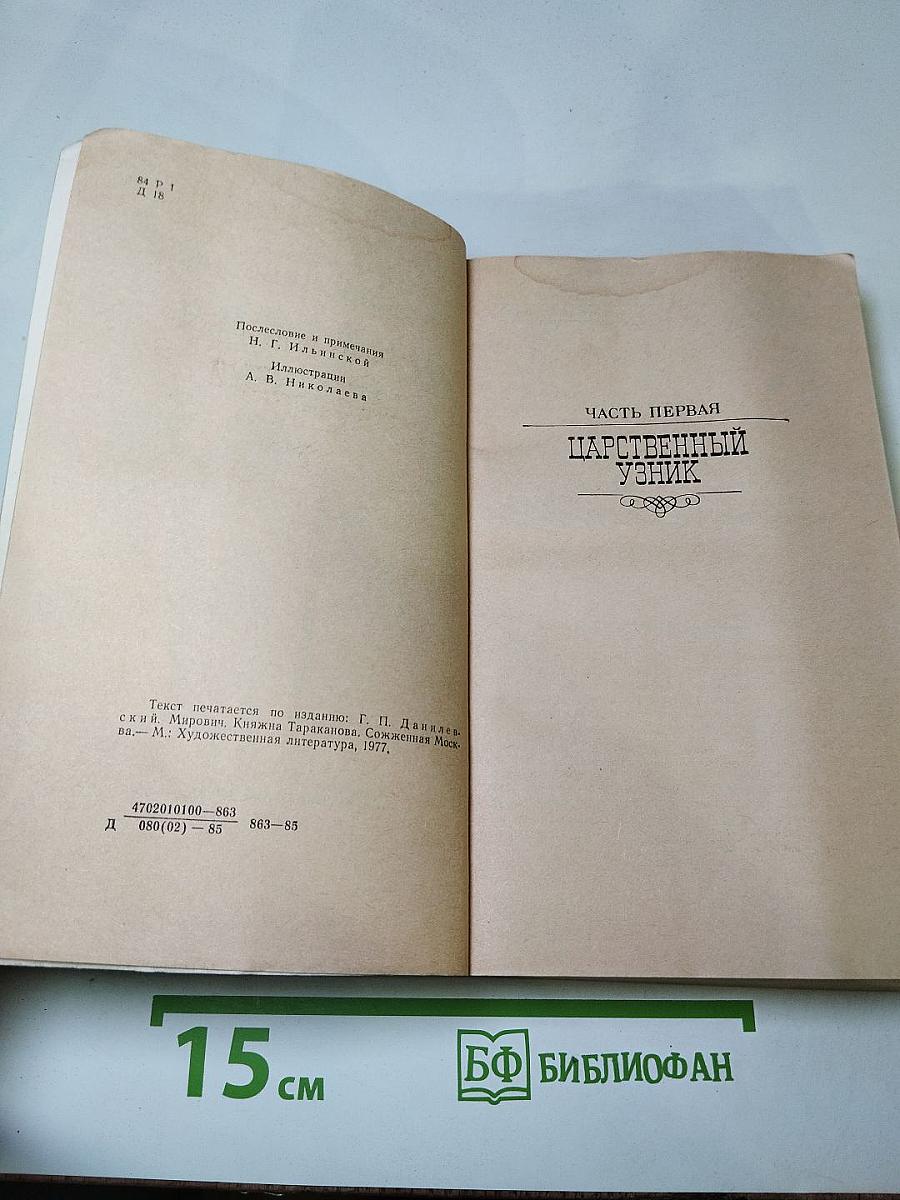 84 Р 1
Д 18
Послесловие и примечания
Н. Г. Ильинской
Иллюстрации
А. В. Николаева
Текст печатается по изданию: Г. П. Данилев-
ский. Мирович. Княжна Тараканова. Сожженная Моск-
ва.— М.: Художественная литература, 1977.
4702010100—863
Д 080(02) — 85 863—85
ЧАСТЬ ПЕРВАЯ
ЦАРСТВЕННЫЙ
УЗНИК
15 см
БФ БИБЛИОФАН